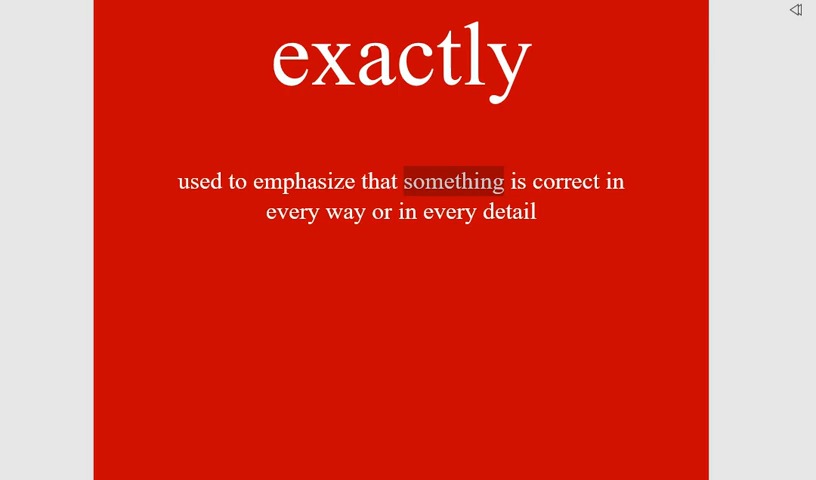 exactly
used to emphasize that something is correct in
every way or in every detail